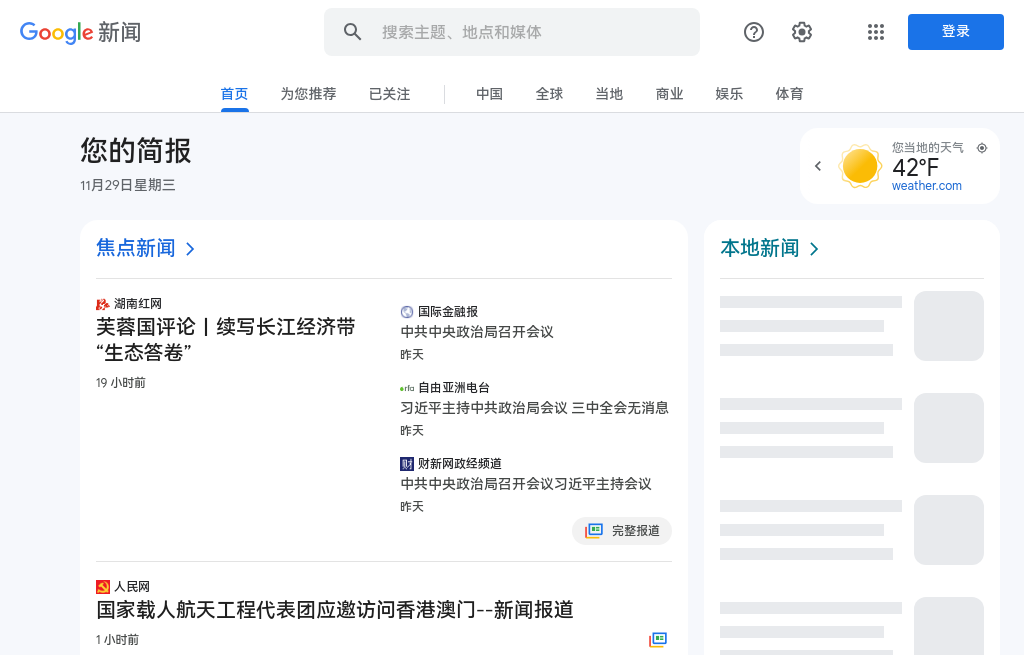 Google 新闻
搜索主题、地点和媒体
登录
首页 为您推荐 已关注 中国 全球 当地 商业 娱乐 体育
您的简报
11月29日星期三
您当地的天气
42°F
weather.com
焦点新闻
湖南红网
芙蓉国评论丨续写长江经济带
“生态答卷”
19 小时前
国际金融报
中共中央政治局召开会议
昨天
rfa 自由亚洲电台
习近平主持中共政治局会议 三中全会无消息
昨天
财 财新网政经频道
中共中央政治局召开会议习近平主持会议
昨天
完整报道
人民网
国家载人航天工程代表团应邀访问香港澳门--新闻报道
1 小时前
本地新闻